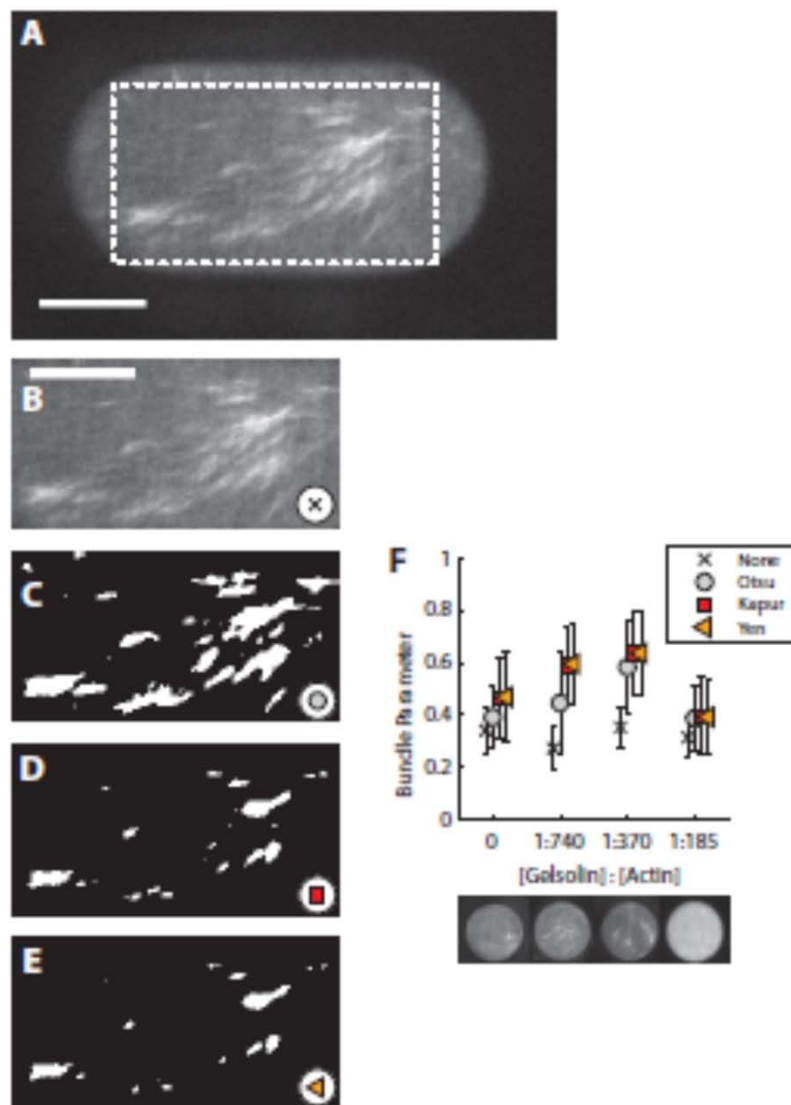 A
B
C
D
E
F
1
0.8
0.6
0.4
0.2
0
Bundle Parameter
0 1:740 1:370 1:185
[Gelsolin] : [Actin]
None
Otsu
Kapur
Yen